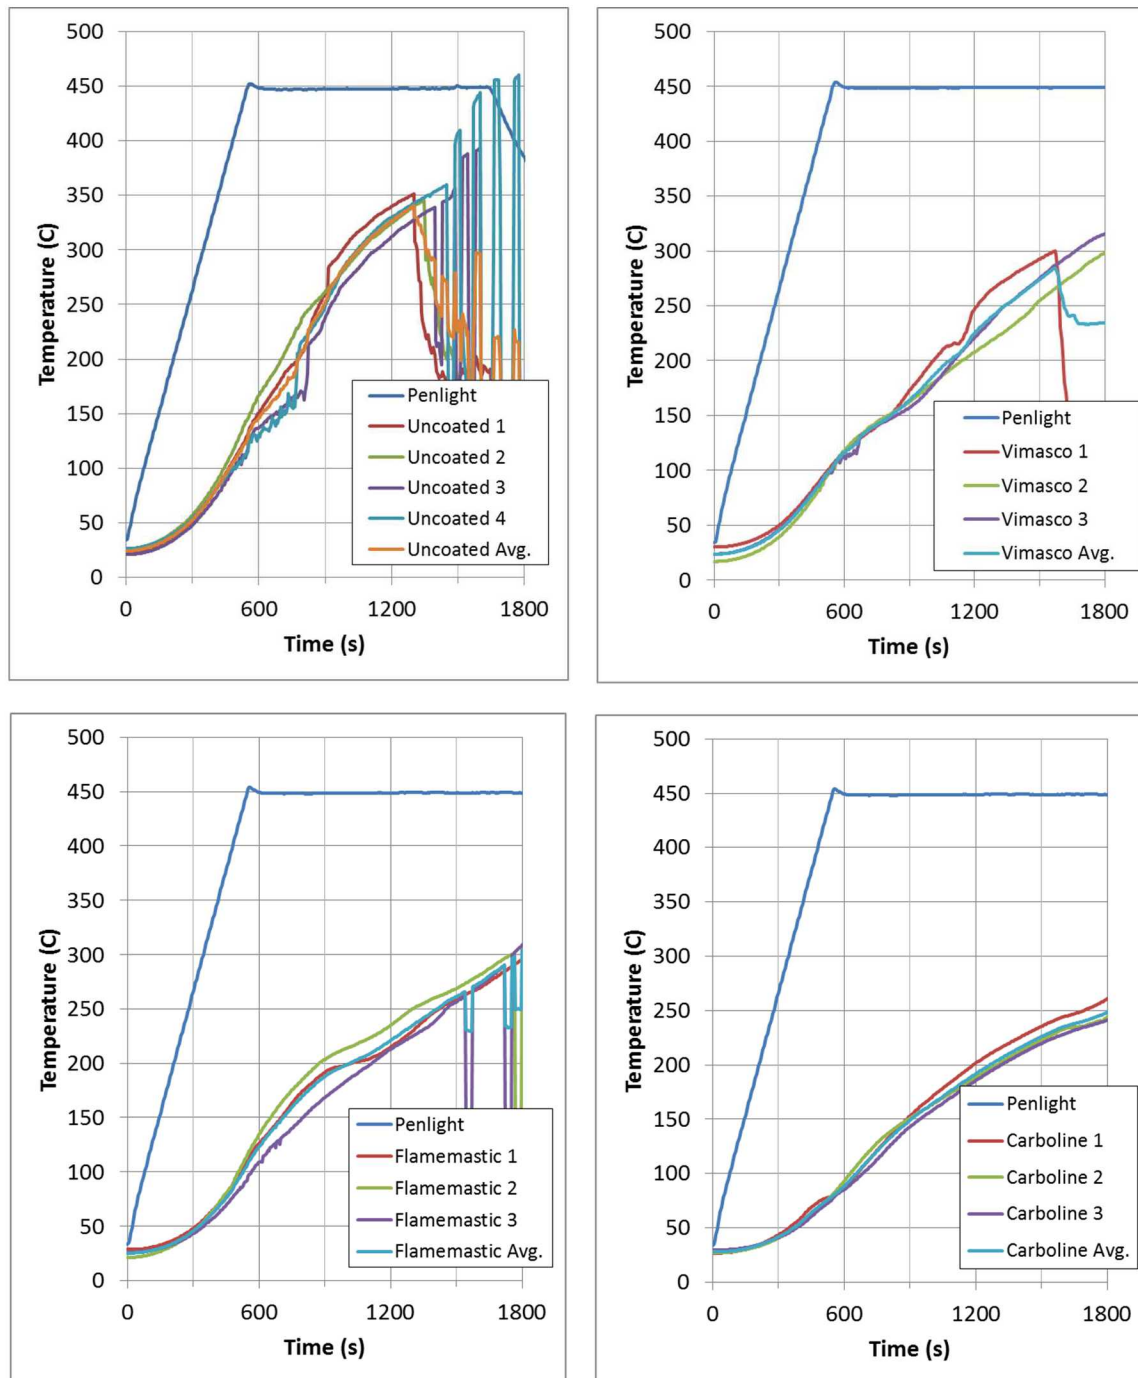 500
450
400
350
300
250
200
150
100
50
0
Temperature (C)
0 600 1200 1800
Time (s)
Penlight
Uncoated 1
Uncoated 2
Uncoated 3
Uncoated 4
Uncoated Avg.
500
450
400
350
300
250
200
150
100
50
0
Temperature (C)
0 600 1200 1800
Time (s)
Penlight
Vimasco 1
Vimasco 2
Vimasco 3
Vimasco Avg.
500
450
400
350
300
250
200
150
100
50
0
Temperature (C)
0 600 1200 1800
Time (s)
Penlight
Flamemastic 1
Flamemastic 2
Flamemastic 3
Flamemastic Avg.
500
450
400
350
300
250
200
150
100
50
0
Temperature (C)
0 600 1200 1800
Time (s)
Penlight
Carboline 1
Carboline 2
Carboline 3
Carboline Avg.